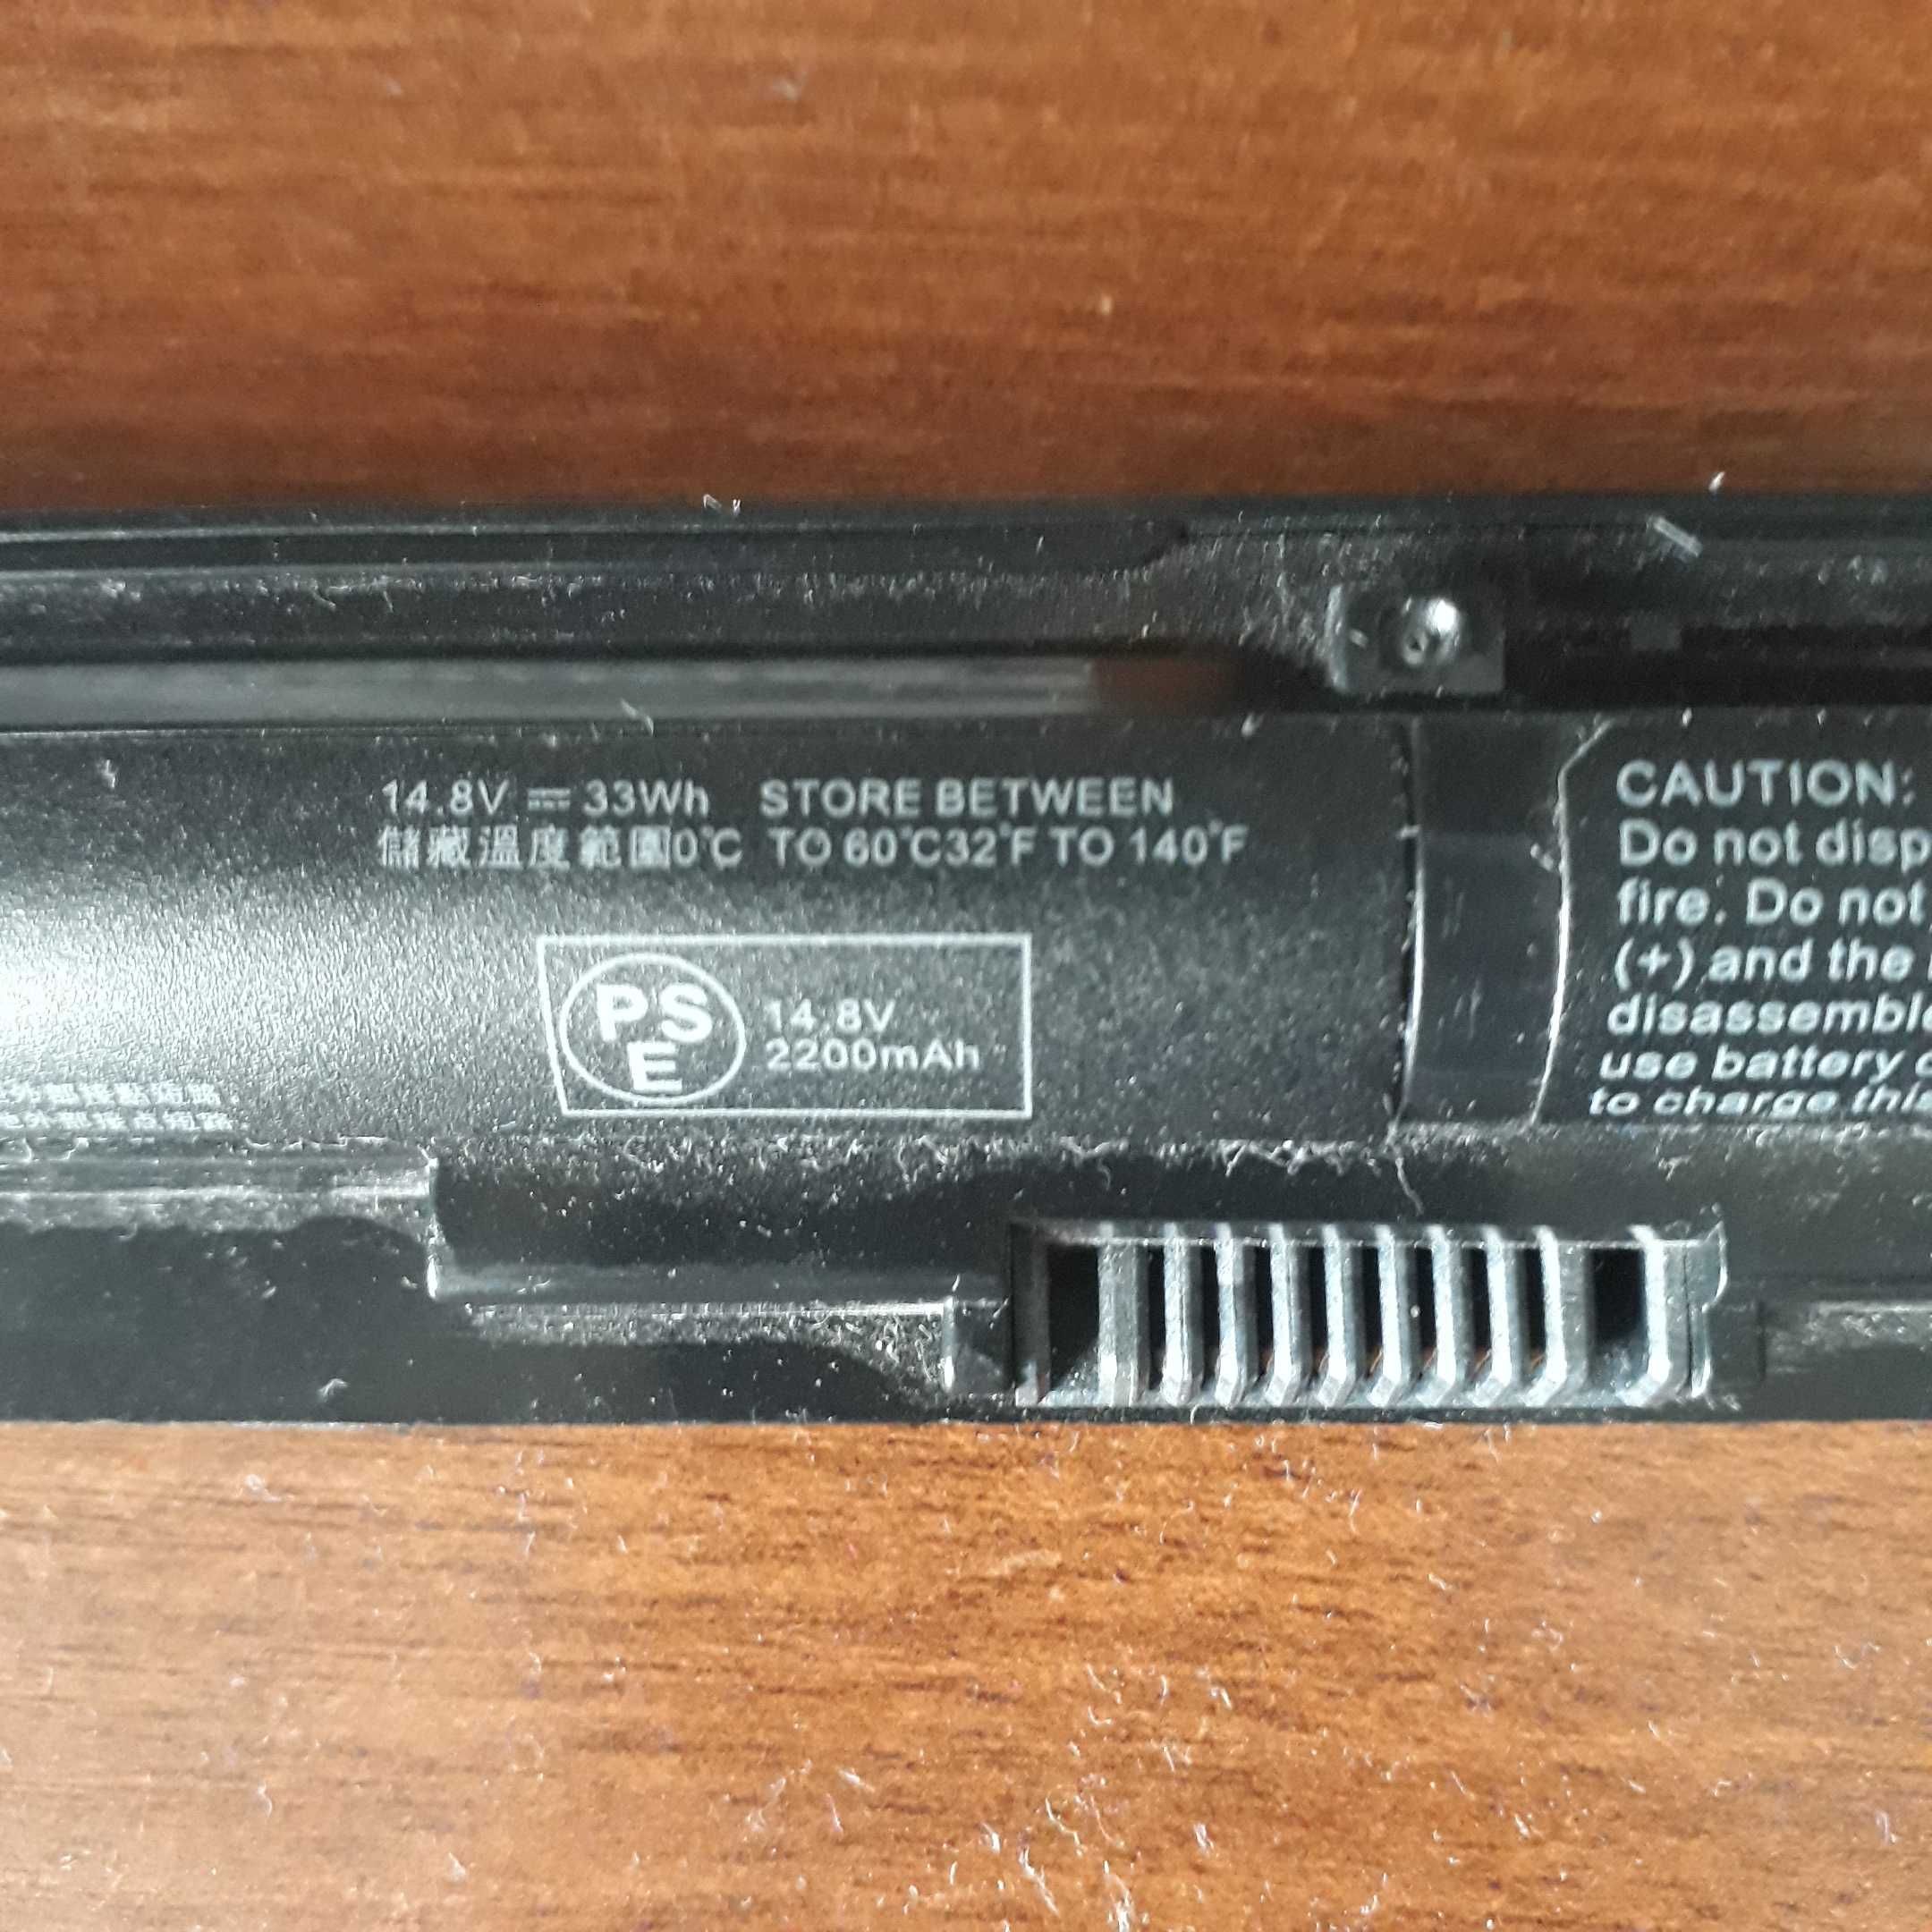 14.8V ⎓ 33Wh STORE BETWEEN
儲藏溫度範圍0℃ TO 60℃32°F TO 140°F
PSE
14.8V
2200mAh
CAUTION:
Do not disp
fire. Do not
(+) and the
disassembl
use battery
to charge this